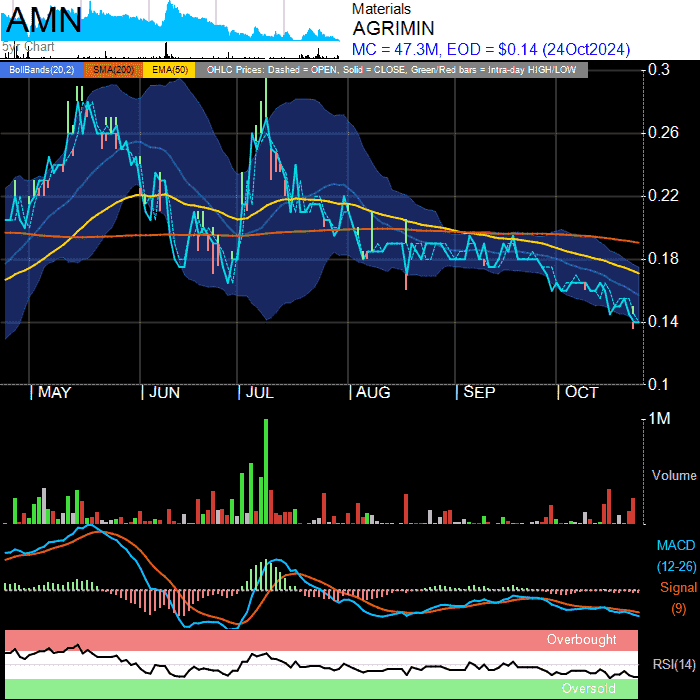 AMN
5yr Chart
Materials
AGRIMIN
MC = 47.3M, EOD = $0.14 (24Oct2024)
BollBands(20,2) SMA(200) EMA(50) OHLC Prices: Dashed = OPEN, Solid = CLOSE, Green/Red bars = Intra-day HIGH/LOW
0.3
0.26
0.22
0.18
0.14
0.1
MAY JUN JUL AUG SEP OCT
1M
Volume
MACD
(12-26)
Signal
(9)
Overbought
RSI(14)
Oversold